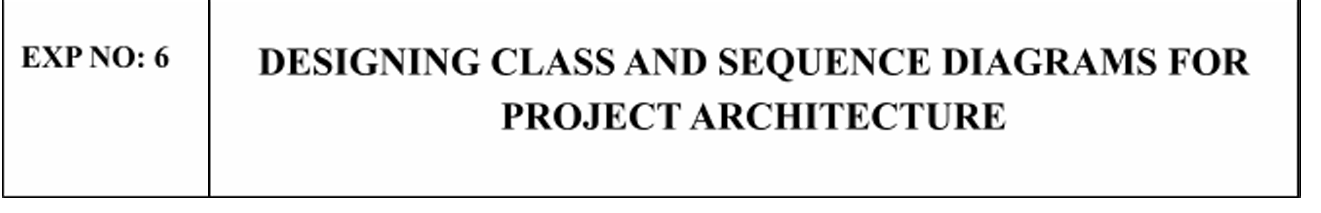 EXP NO: 6
DESIGNING CLASS AND SEQUENCE DIAGRAMS FOR
PROJECT ARCHITECTURE